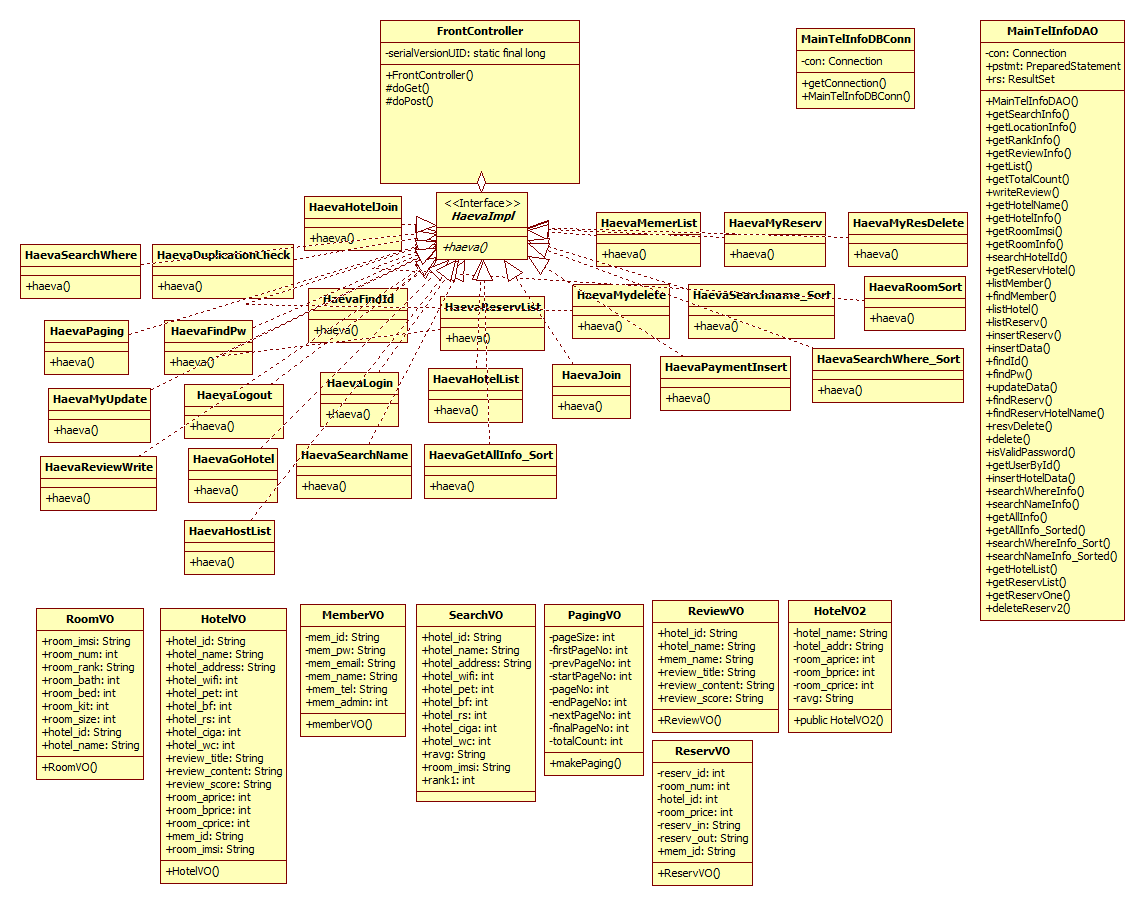 FrontController
-serialVersionUID: static final long
+FrontController()
#doGet()
#doPost()
MainTelInfoDBConn
-con: Connection
+getConnection()
+MainTelInfoDBConn()
MainTelInfoDAO
-con: Connection
+pstmt: PreparedStatement
+rs: ResultSet
+MainTelInfoDAO()
+getSearchInfo()
+getLocationInfo()
+getRankInfo()
+getReviewInfo()
+getList()
+getTotalCount()
+writeReview()
+getHotelName()
+getHotelInfo()
+getRoomImsi()
+getRoomInfo()
+searchHotelId()
+getReservHotel()
+listMember()
+findMember()
+listHotel()
+listReserv()
+insertReserv()
+insertData()
+findId()
+findPw()
+updateData()
+findReserv()
+findReservHotelName()
+resvDelete()
+delete()
+isValidPassword()
+getUserById()
+insertHotelData()
+searchWhereInfo()
+searchNameInfo()
+getAllInfo()
+getAllInfo_Sorted()
+searchWhereInfo_Sort()
+searchNameInfo_Sorted()
+getHotelList()
+getReservList()
+getReservOne()
+deleteReserv2()
<<Interface>>
HaevaImpl
+haeva()
HaevaHotelJoin
+haeva()
HaevaMemerList
+haeva()
HaevaMyReserv
+haeva()
HaevaMyResDelete
+haeva()
HaevaSearchWhere
+haeva()
HaevaDuplicationCheck
+haeva()
HaevaFindId
+haeva()
HaevaReservList
+haeva()
HaevaMydelete
+haeva()
HaevaSearchname_Sort
+haeva()
HaevaRoomSort
+haeva()
HaevaPaging
+haeva()
HaevaFindPw
+haeva()
HaevaSearchWhere_Sort
+haeva()
HaevaMyUpdate
+haeva()
HaevaLogout
+haeva()
HaevaLogin
+haeva()
HaevaHotelList
+haeva()
HaevaJoin
+haeva()
HaevaPaymentInsert
+haeva()
HaevaReviewWrite
+haeva()
HaevaGoHotel
+haeva()
HaevaSearchName
+haeva()
HaevaGetAllInfo_Sort
+haeva()
HaevaHostList
+haeva()
RoomVO
+room_imsi: String
+room_num: int
+room_rank: String
+room_bath: int
+room_bed: int
+room_kit: int
+room_size: int
+hotel_id: String
+hotel_name: String
+RoomVO()
HotelVO
+hotel_id: String
+hotel_name: String
+hotel_address: String
+hotel_wifi: int
+hotel_pet: int
+hotel_bf: int
+hotel_rs: int
+hotel_ciga: int
+hotel_wc: int
+review_title: String
+review_content: String
+review_score: String
+room_aprice: int
+room_bprice: int
+room_cprice: int
+mem_id: String
+room_imsi: String
+HotelVO()
MemberVO
-mem_id: String
-mem_pw: String
-mem_email: String
-mem_name: String
+mem_tel: String
+mem_admin: int
+memberVO()
SearchVO
+hotel_id: String
+hotel_name: String
+hotel_address: String
+hotel_wifi: int
+hotel_pet: int
+hotel_bf: int
+hotel_rs: int
+hotel_ciga: int
+hotel_wc: int
+ravg: String
+room_imsi: String
+rank1: int
PagingVO
-pageSize: int
-firstPageNo: int
-prevPageNo: int
-startPageNo: int
-pageNo: int
-endPageNo: int
-nextPageNo: int
-finalPageNo: int
-totalCount: int
+makePaging()
ReviewVO
+hotel_id: String
+hotel_name: String
+mem_name: String
+review_title: String
+review_content: String
+review_score: String
+ReviewVO()
HotelVO2
-hotel_name: String
-hotel_addr: String
-room_aprice: int
-room_bprice: int
-room_cprice: int
-ravg: String
+public HotelVO2()
ReservVO
-reserv_id: int
-room_num: int
-hotel_id: int
-room_price: int
-reserv_in: String
-reserv_out: String
+mem_id: String
+ReservVO()